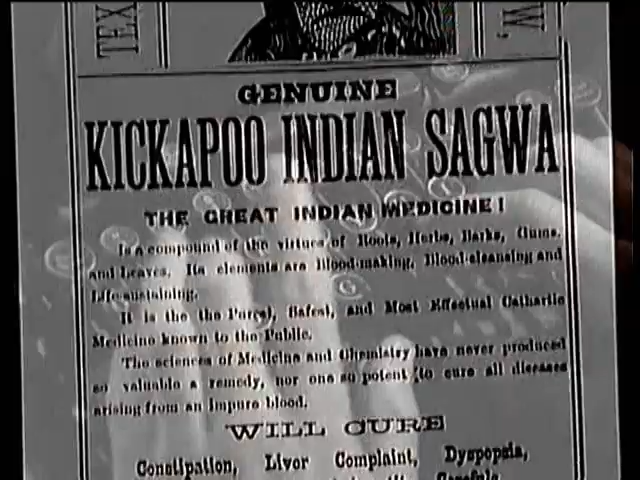 TEX
W,
GENUINE
KICKAPOO INDIAN SAGWA
THE GREAT INDIAN MEDICINE!
Is a compound of the virtues of Roots, Herbs, Barks, Gums,
and Leaves. Its elements are Blood-making, Blood-cleansing and
Life-sustaining.
It is the the Purest, Safest, and Most Effectual Cathartic
Medicine known to the Public.
The sciences of Medicine and Chemistry have never produced
so valuable a remedy, nor one so potent to cure all diseases
arising from an impure blood.
WILL CURE
Constipation, Livor Complaint, Dyspepsia,